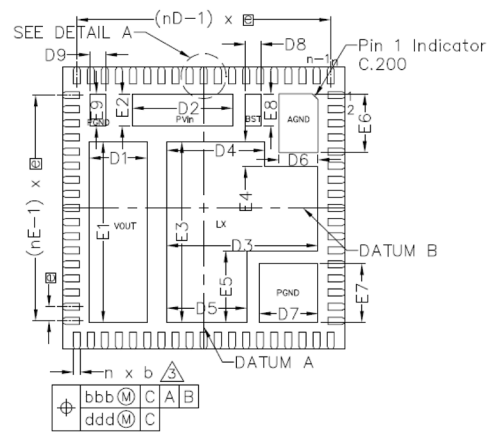 (nD-1) x e
SEE DETAIL A
D9
D8
n-1
n
Pin 1 Indicator
C.200
1
2
E9
E2
D2
PVin
E8
BST
AGND
E6
D6
D1
D4
E4
(nE-1) x e
E1
VOUT
E3
LX
D3
DATUM B
e
E5
D5
PGND
D7
E7
n x b 3
DATUM A
bbb M C A B
ddd M C